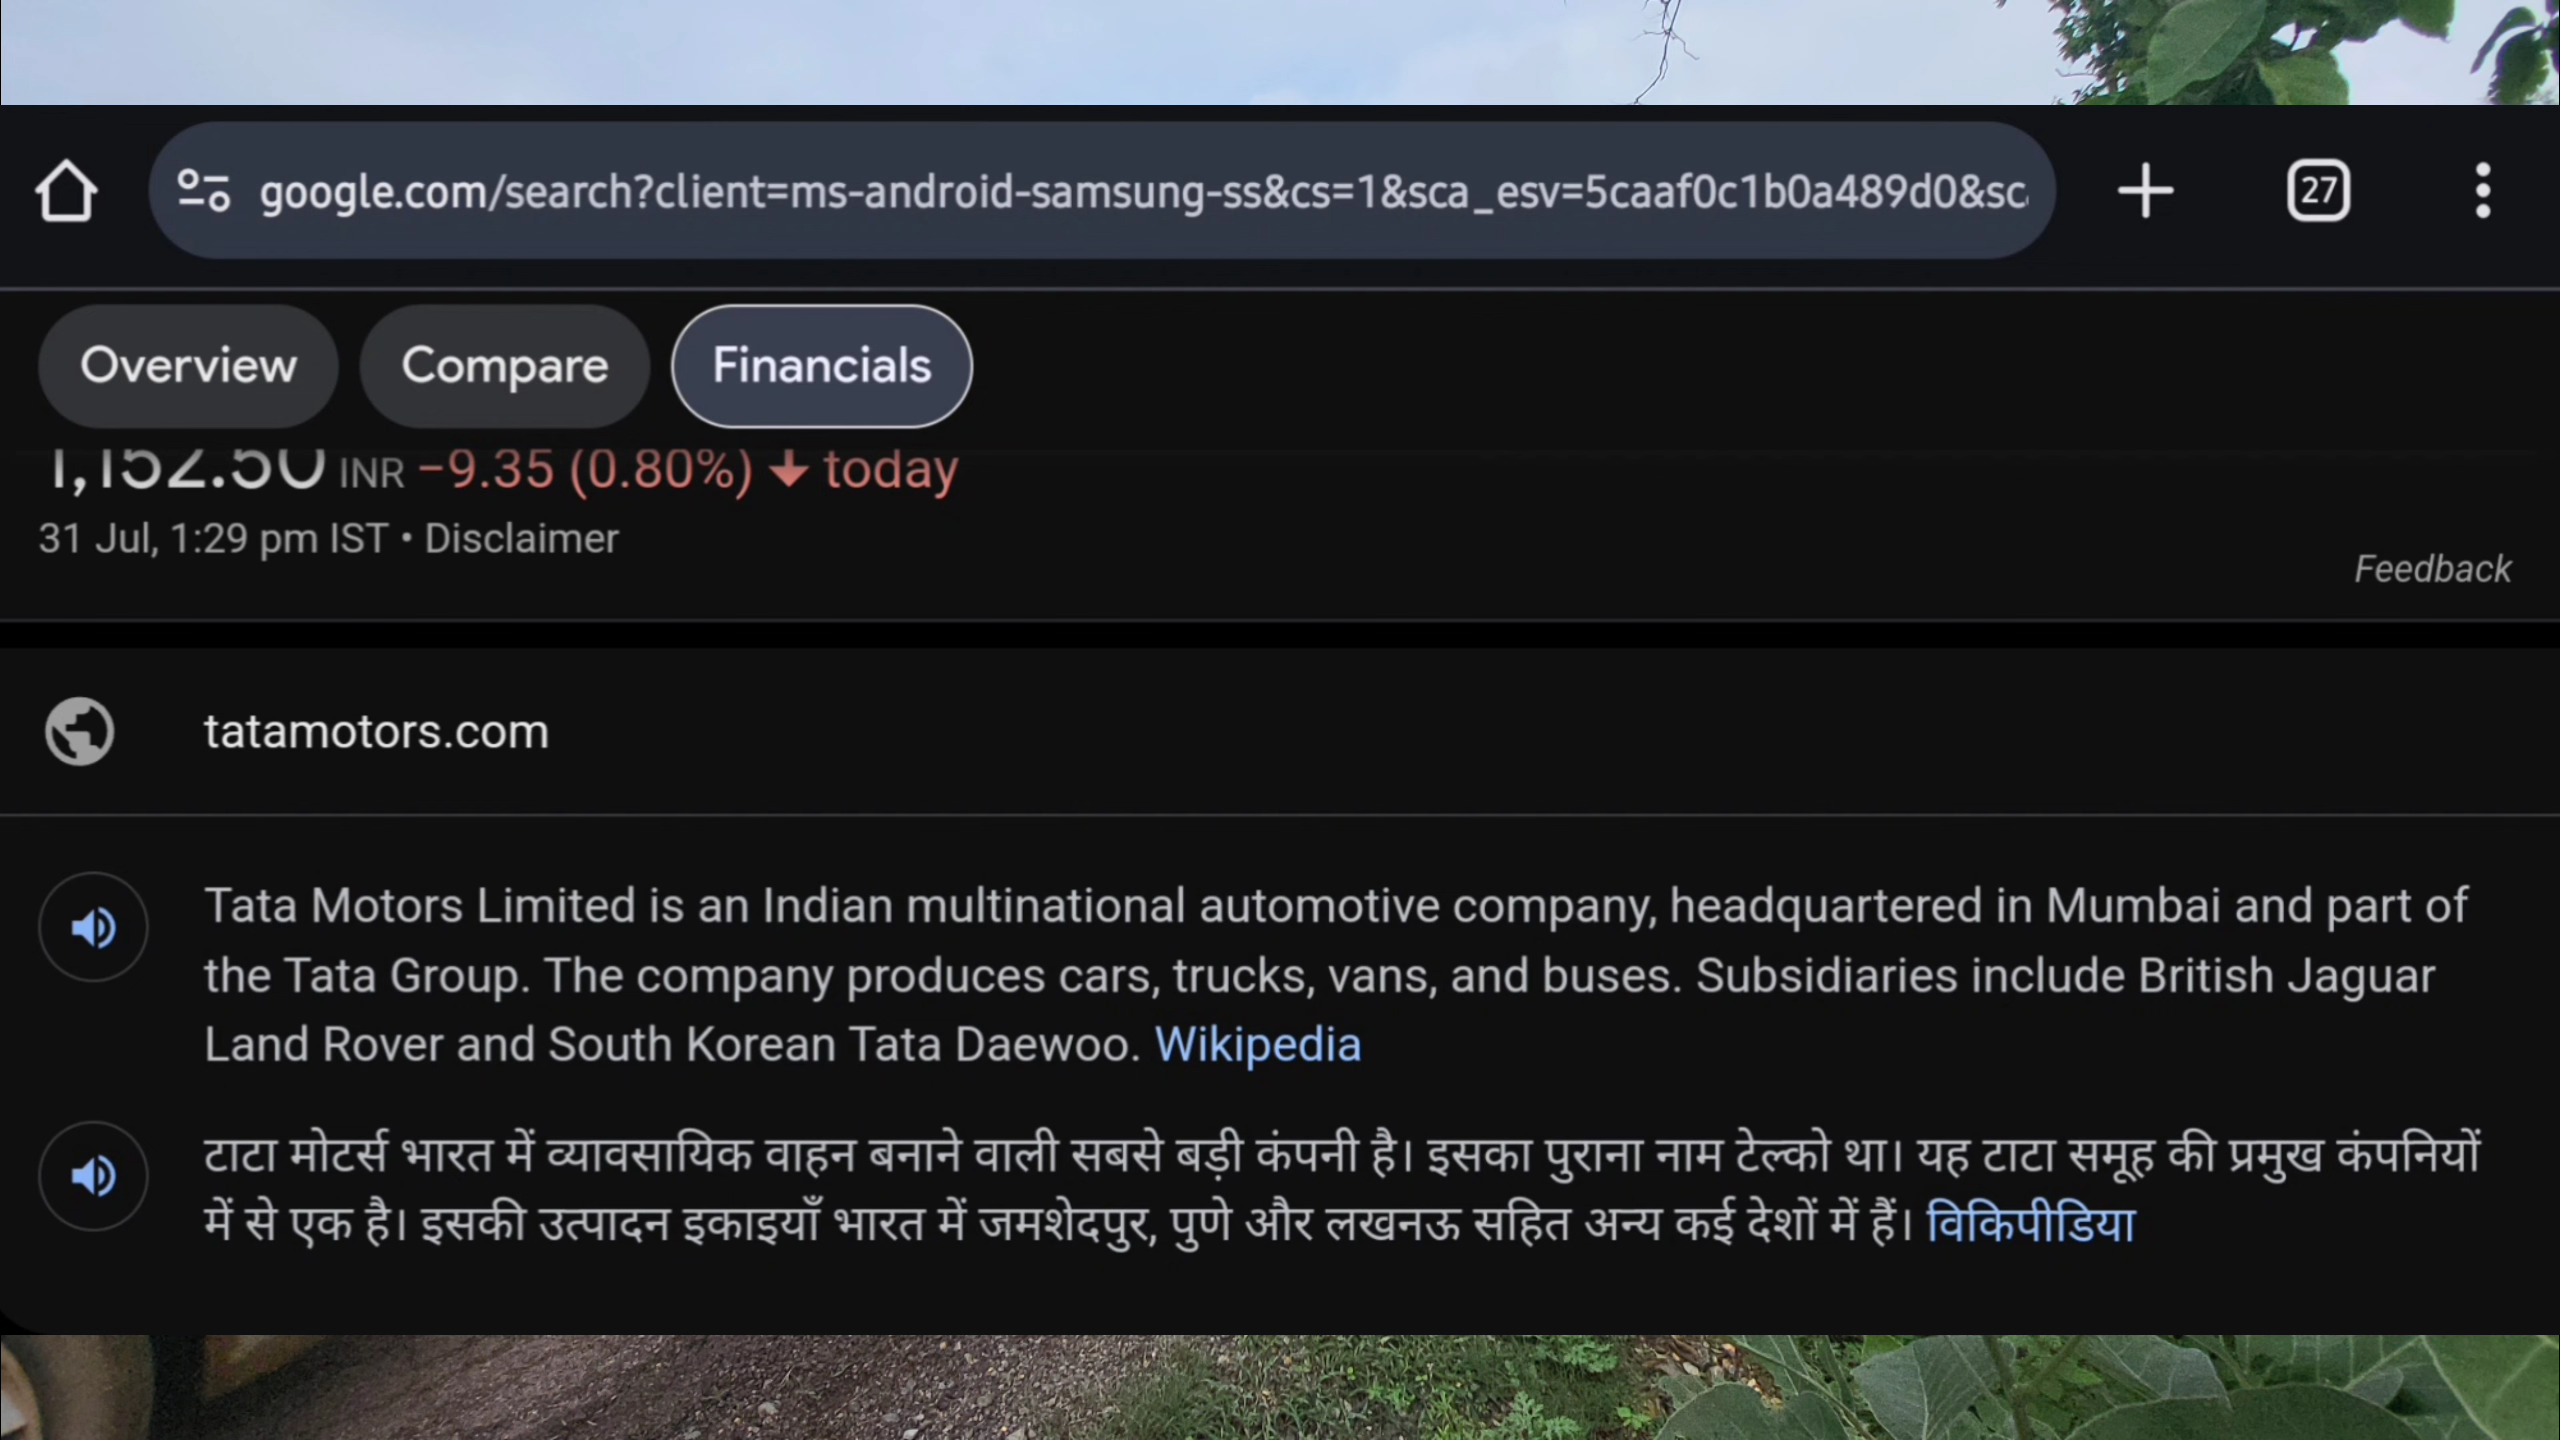 google.com/search?client=ms-android-samsung-ss&cs=1&sca_esv=5caaf0c1b0a489d0&sc
27
Overview Compare Financials
1,152.50 INR −9.35 (0.80%) ↓ today
31 Jul, 1:29 pm IST • Disclaimer
Feedback
tatamotors.com
Tata Motors Limited is an Indian multinational automotive company, headquartered in Mumbai and part of
the Tata Group. The company produces cars, trucks, vans, and buses. Subsidiaries include British Jaguar
Land Rover and South Korean Tata Daewoo. Wikipedia
टाटा मोटर्स भारत में व्यावसायिक वाहन बनाने वाली सबसे बड़ी कंपनी है। इसका पुराना नाम टेल्को था। यह टाटा समूह की प्रमुख कंपनियों
में से एक है। इसकी उत्पादन इकाइयाँ भारत में जमशेदपुर, पुणे और लखनऊ सहित अन्य कई देशों में हैं। विकिपीडिया